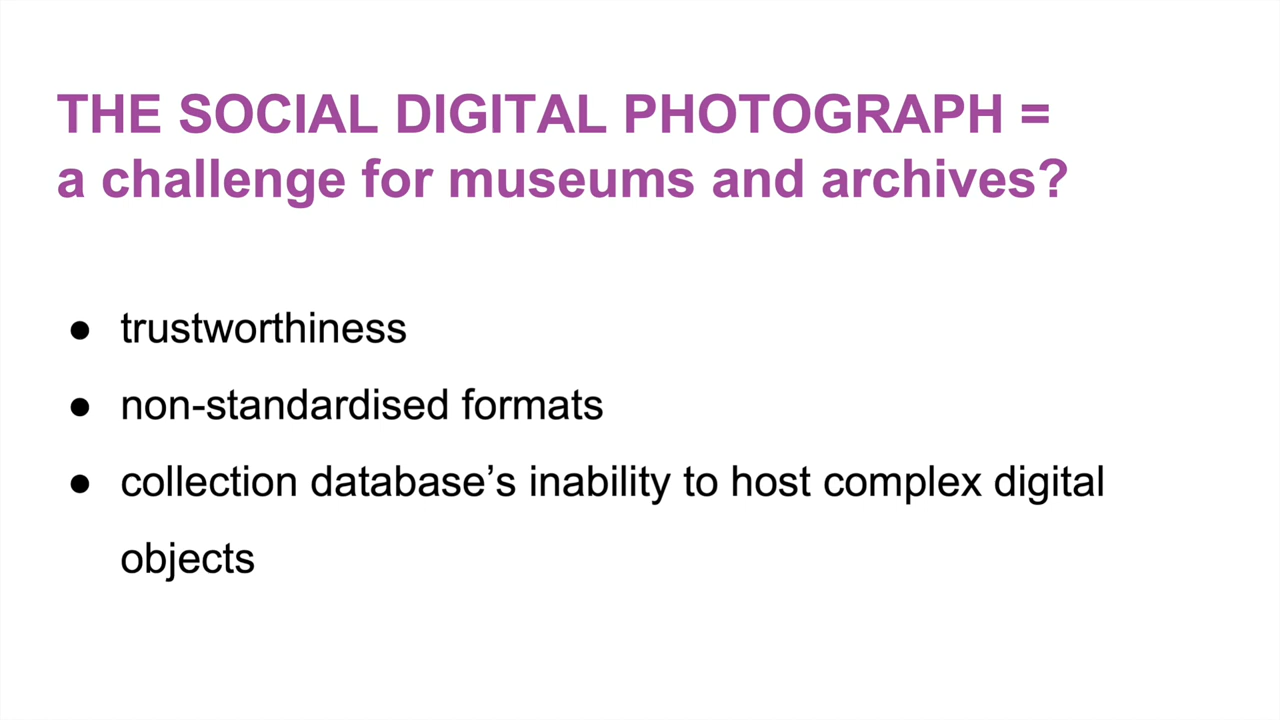 THE SOCIAL DIGITAL PHOTOGRAPH =
a challenge for museums and archives?
● trustworthiness
● non-standardised formats
● collection database’s inability to host complex digital
objects